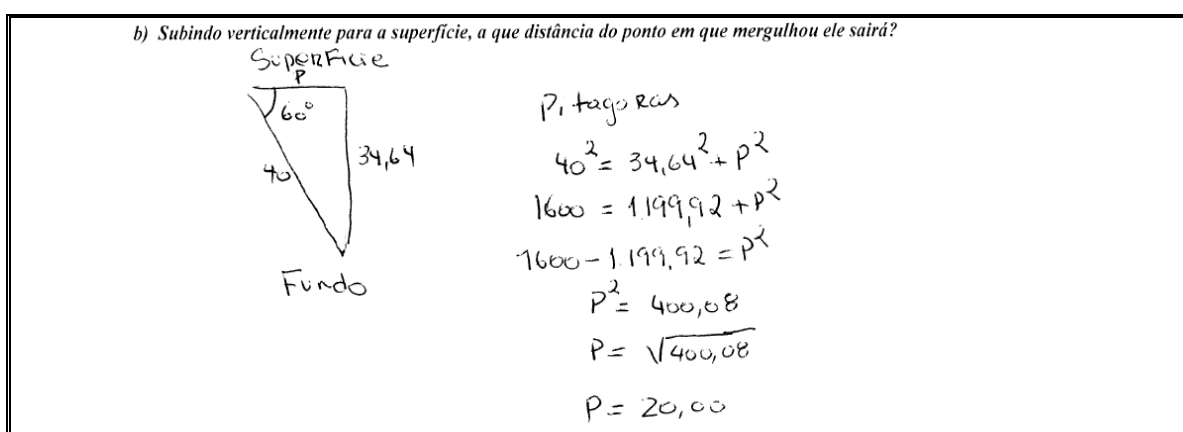 b) Subindo verticalmente para a superfície, a que distância do ponto em que mergulhou ele sairá?
Superfície
P
60°
40
34,64
Fundo
Pitagoras
40² = 34,64² + p²
1600 = 1.199,92 + p²
1600 - 1.199,92 = p²
P² = 400,08
P = √400,08
P = 20,00